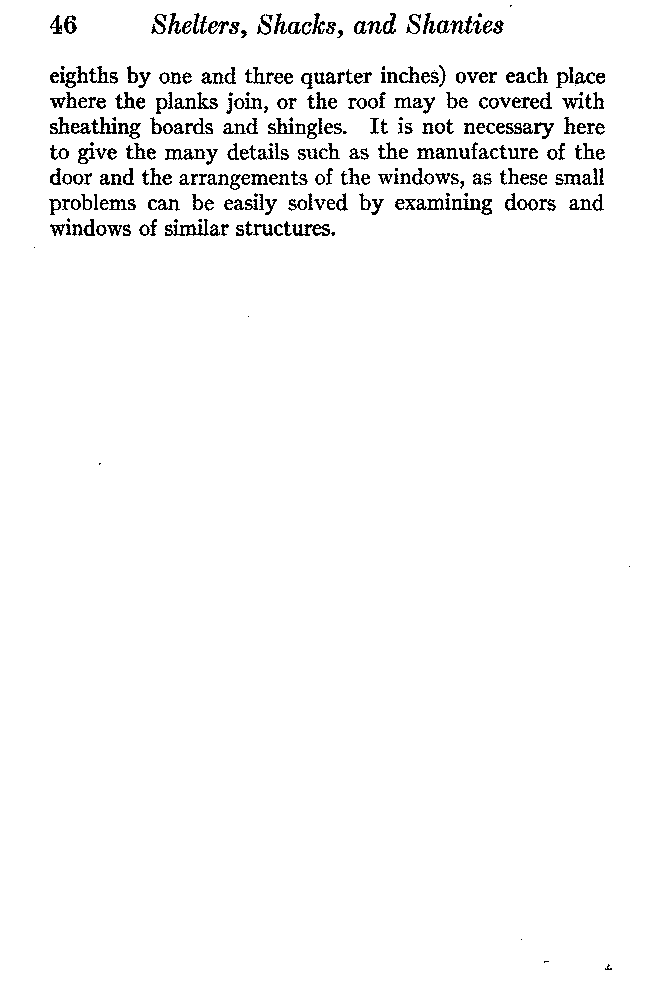 46 Shelters, Shacks, and Shanties
eighths by one and three quarter inches) over each place
where the planks join, or the roof may be covered with
sheathing boards and shingles. It is not necessary here
to give the many details such as the manufacture of the
door and the arrangements of the windows, as these small
problems can be easily solved by examining doors and
windows of similar structures.